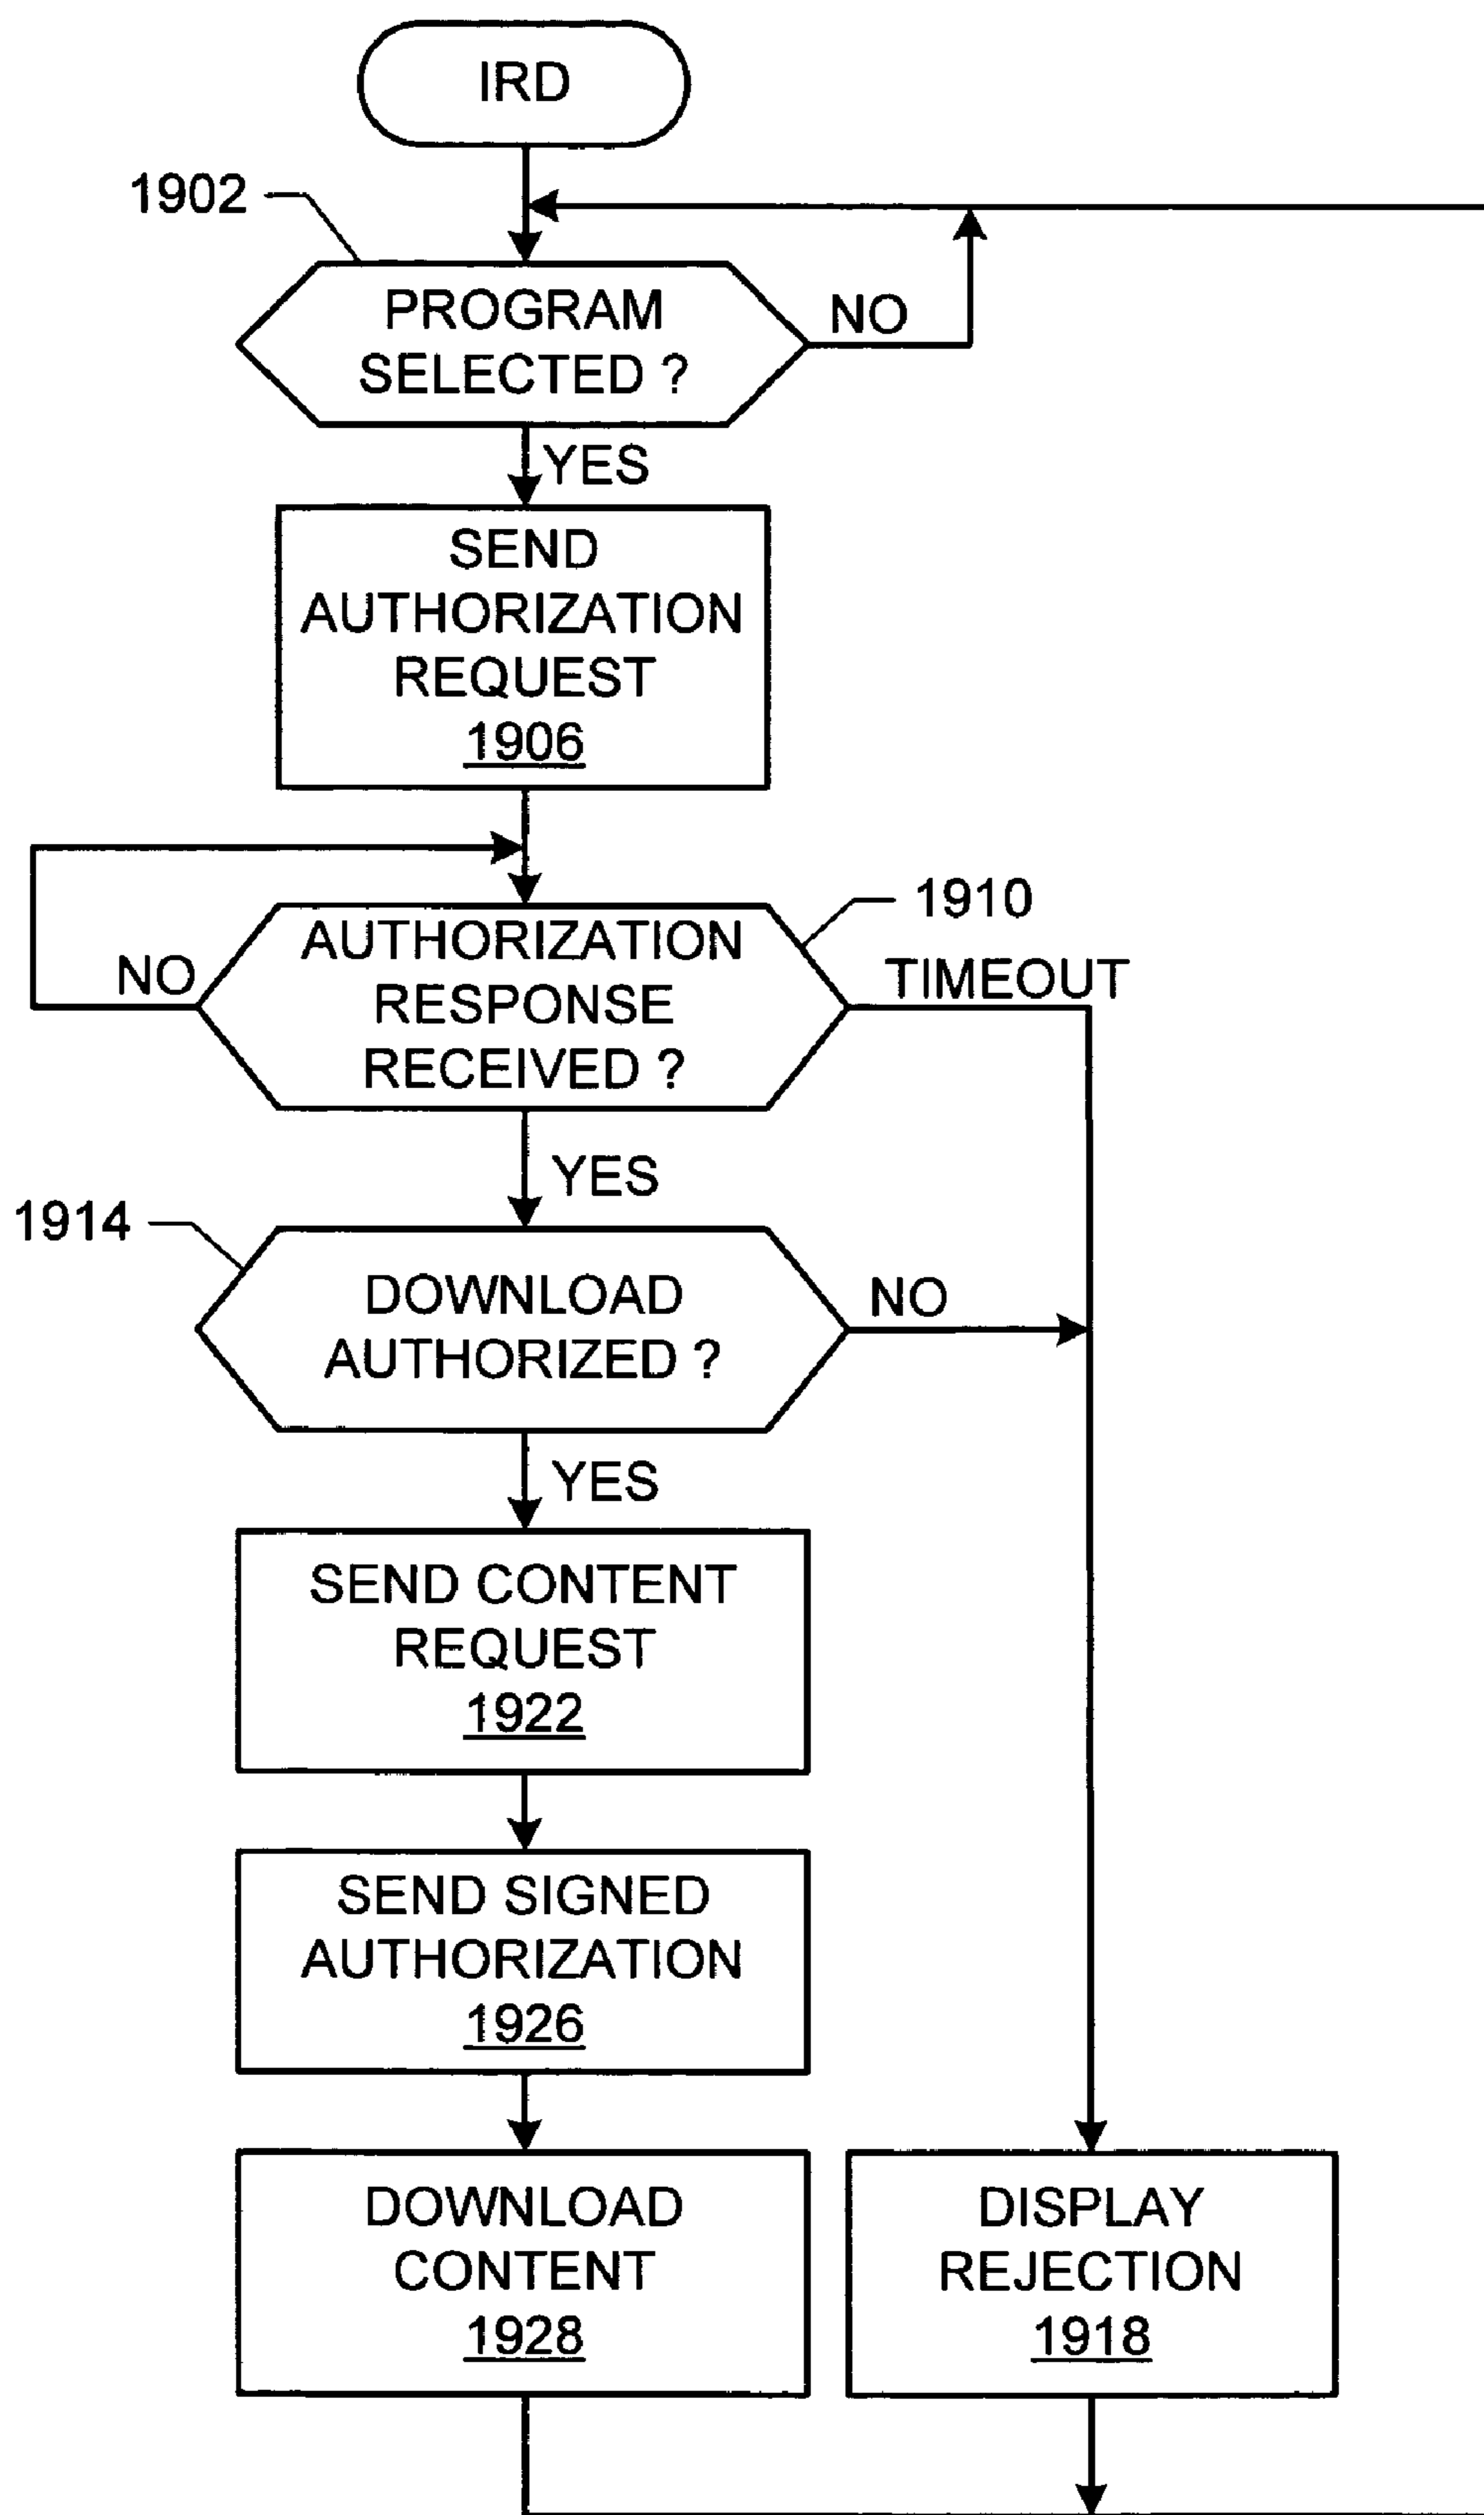 IRD
1902
PROGRAM
SELECTED ?
NO
YES
SEND
AUTHORIZATION
REQUEST
1906
1910
AUTHORIZATION
RESPONSE
RECEIVED ?
NO
TIMEOUT
YES
1914
DOWNLOAD
AUTHORIZED ?
NO
YES
SEND CONTENT
REQUEST
1922
SEND SIGNED
AUTHORIZATION
1926
DOWNLOAD
CONTENT
1928
DISPLAY
REJECTION
1918